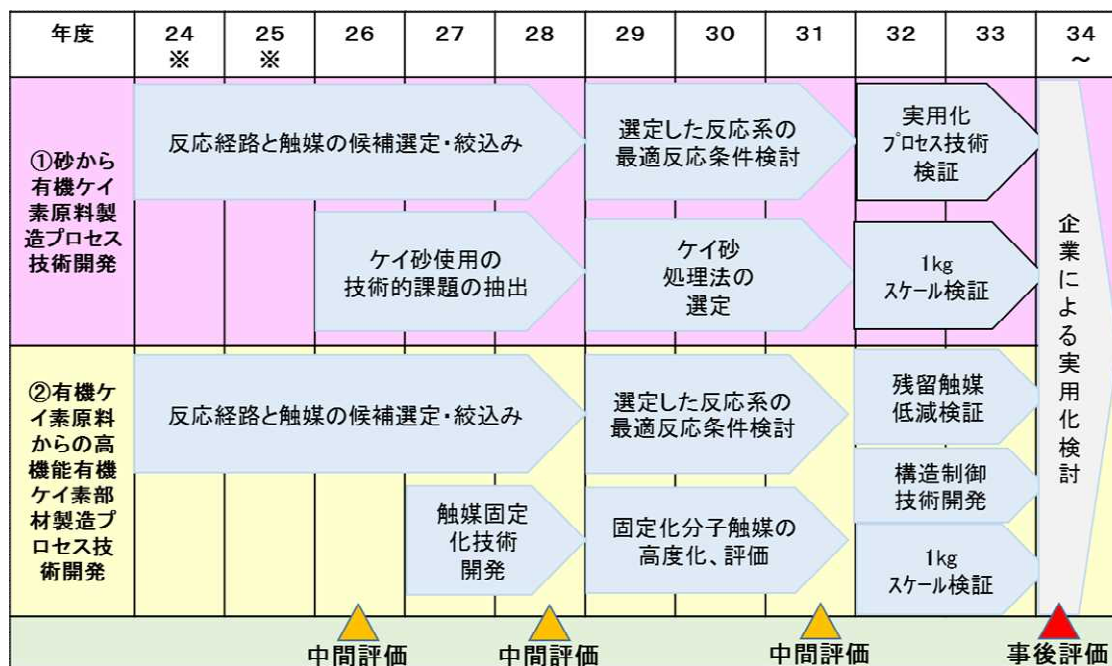 年度 24 25 26 27 28 29 30 31 32 33 34
※ ※ ～
①砂から
有機ケイ
素原料製
造プロセス
技術開発
反応経路と触媒の候補選定・絞込み
選定した反応系の
最適反応条件検討
実用化
プロセス技術
検証
ケイ砂使用の
技術的課題の抽出
ケイ砂
処理法の
選定
1kg
スケール検証
②有機ケ
イ素原料
からの高
機能有機
ケイ素部
材製造プ
ロセス技
術開発
反応経路と触媒の候補選定・絞込み
選定した反応系の
最適反応条件検討
残留触媒
低減検証
構造制御
技術開発
触媒固定
化技術
開発
固定化分子触媒の
高度化、評価
1kg
スケール検証
企業による実用化検討
中間評価 中間評価 中間評価 事後評価